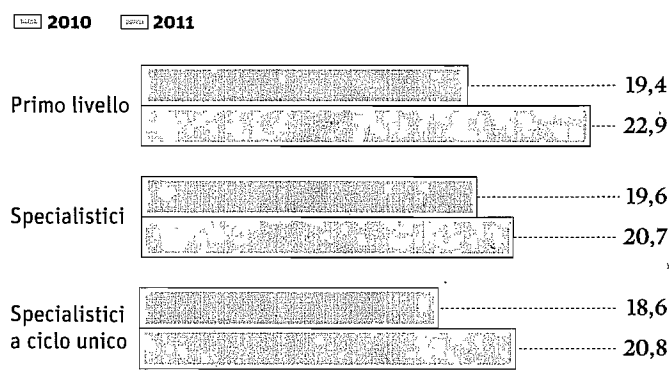 2010 2011
Primo livello
19,4
22,9
Specialistici
19,6
20,7
Specialistici
a ciclo unico
18,6
20,8